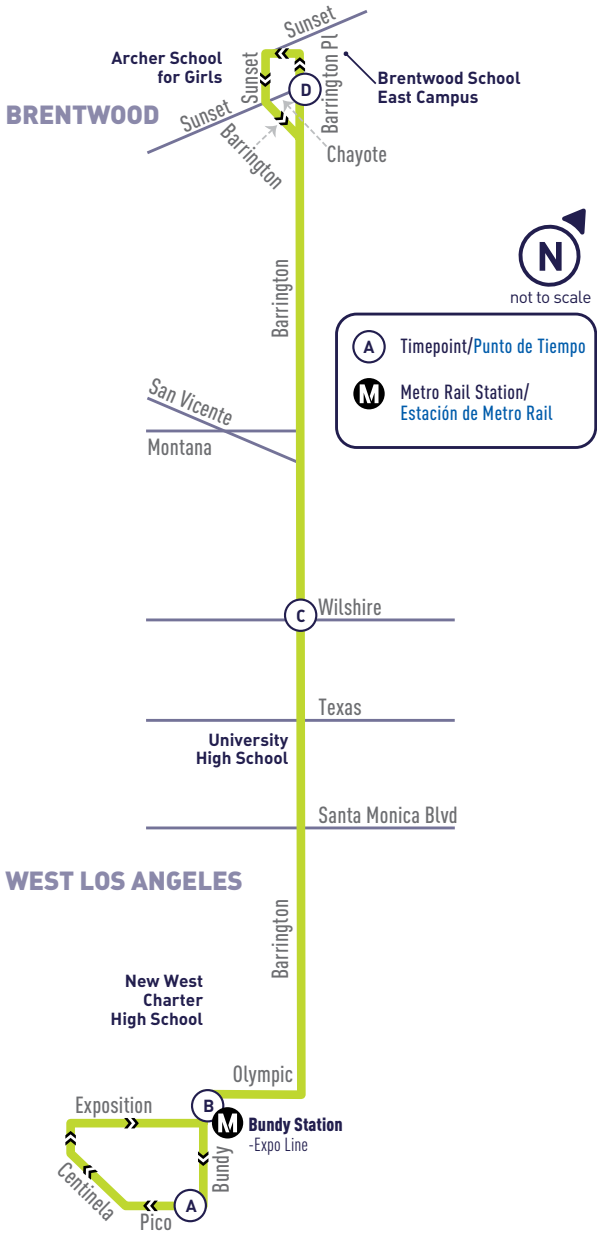 Sunset
Archer School
for Girls
Sunset
Barrington Pl
Brentwood School
East Campus
D
BRENTWOOD
Sunset
Barrington
Chayote
N
not to scale
Barrington
A
Timepoint/Punto de Tiempo
M
Metro Rail Station/
Estación de Metro Rail
San Vicente
Montana
C
Wilshire
Texas
University
High School
Santa Monica Blvd
WEST LOS ANGELES
Barrington
New West
Charter
High School
Olympic
Exposition
B
M
Bundy Station
-Expo Line
Bundy
Centinela
A
Pico